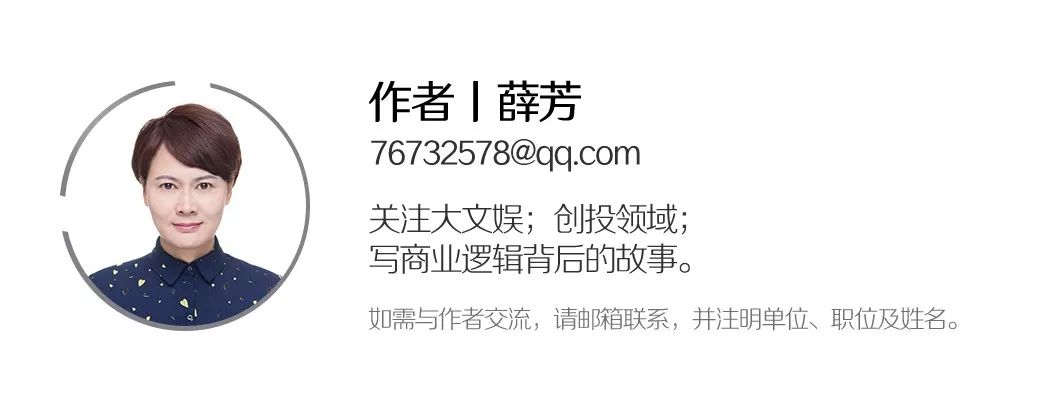 作者 | 薛芳
76732578@qq.com
关注大文娱；创投领域；
写商业逻辑背后的故事。
如需与作者交流，请邮箱联系，并注明单位、职位及姓名。